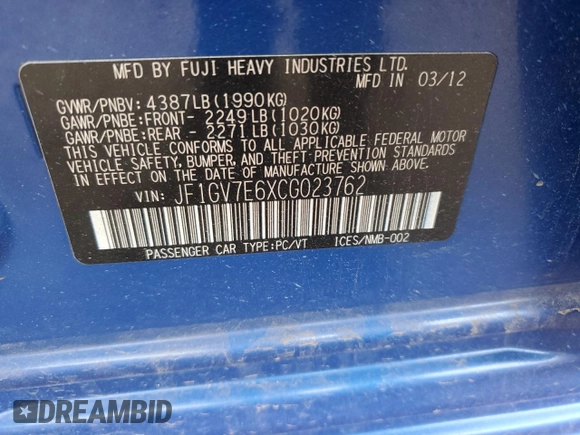 MFD BY FUJI HEAVY INDUSTRIES LTD.
MFD IN 03/12
GVWR/PNBV: 4387LB(1990KG)
GAWR/PNBE: FRONT- 2249LB(1020KG)
GAWR/PNBE: REAR - 2271LB(1030KG)
THIS VEHICLE CONFORMS TO ALL APPLICABLE FEDERAL MOTOR
VEHICLE SAFETY, BUMPER, AND THEFT PREVENTION STANDARDS
IN EFFECT ON THE DATE OF MANUFACTURE SHOWN ABOVE.
VIN: JF1GV7E6XCG023762
PASSENGER CAR TYPE:PC/VT ICES/NMB-002
DREAMBID